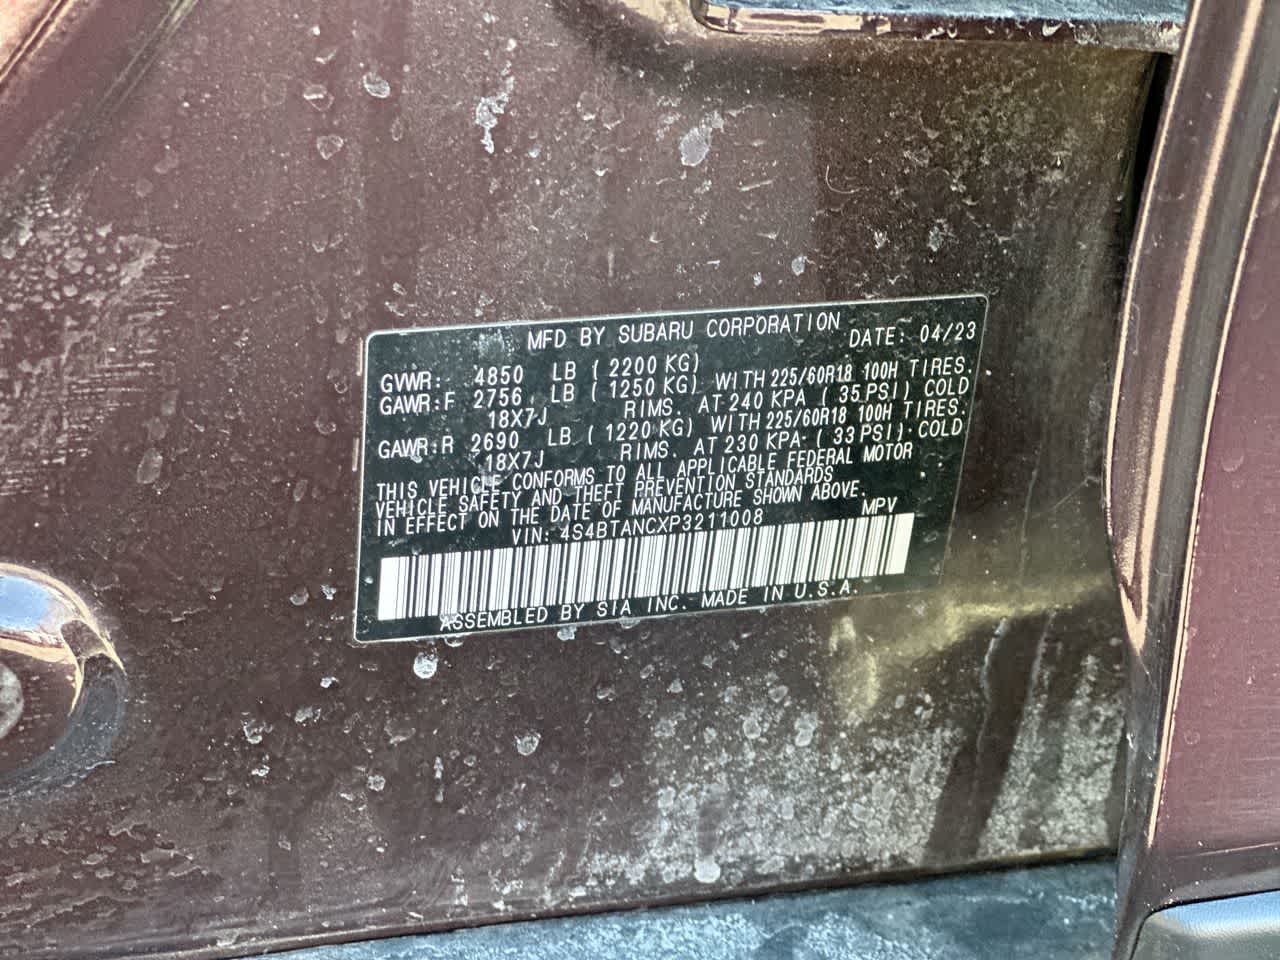 MFD BY SUBARU CORPORATION DATE: 04/23
GVWR: 4850 LB ( 2200 KG)
GAWR:F 2756 LB ( 1250 KG) WITH 225/60R18 100H TIRES.
18X7J RIMS. AT 240 KPA ( 35 PSI) COLD
GAWR:R 2690 LB ( 1220 KG) WITH 225/60R18 100H TIRES.
18X7J RIMS. AT 230 KPA ( 33 PSI) COLD
THIS VEHICLE CONFORMS TO ALL APPLICABLE FEDERAL MOTOR
VEHICLE SAFETY AND THEFT PREVENTION STANDARDS
IN EFFECT ON THE DATE OF MANUFACTURE SHOWN ABOVE.
VIN: 4S4BTANCXP3211008 MPV
ASSEMBLED BY SIA INC. MADE IN U.S.A.